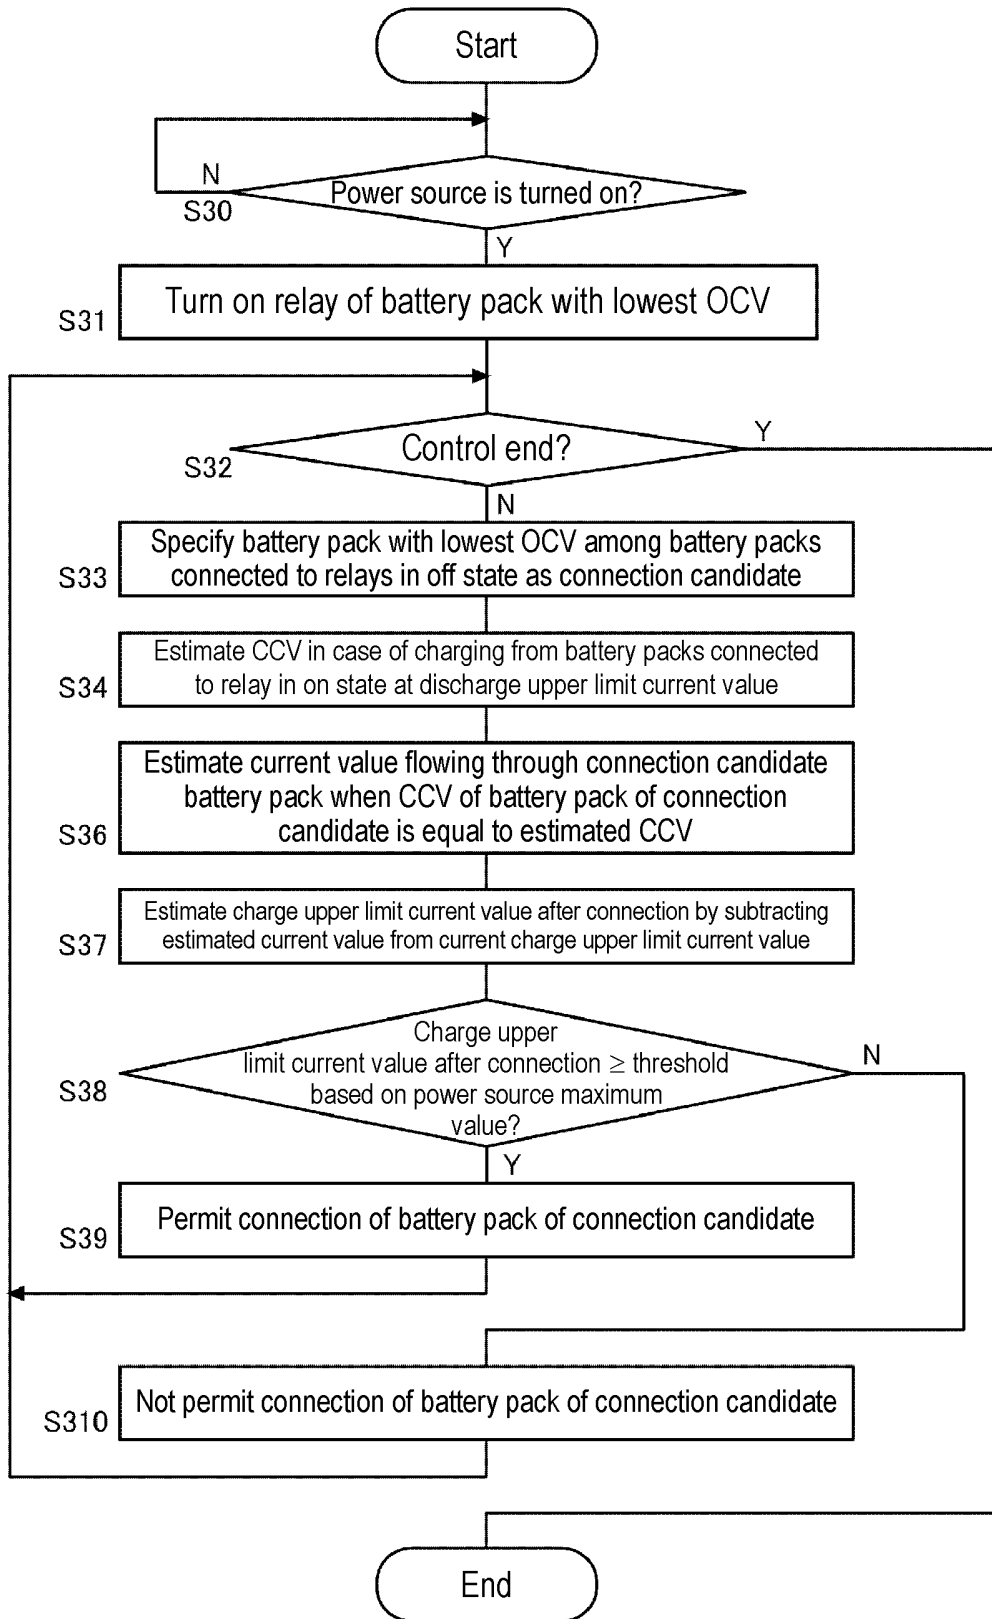 Start
N
S30
Power source is turned on?
Y
Turn on relay of battery pack with lowest OCV
S31
Y
Control end?
S32
N
Specify battery pack with lowest OCV among battery packs
connected to relays in off state as connection candidate
S33
Estimate CCV in case of charging from battery packs connected
to relay in on state at discharge upper limit current value
S34
Estimate current value flowing through connection candidate
battery pack when CCV of battery pack of connection
candidate is equal to estimated CCV
S36
Estimate charge upper limit current value after connection by subtracting
estimated current value from current charge upper limit current value
S37
Charge upper
limit current value after connection ≥ threshold
based on power source maximum
value?
N
S38
Y
Permit connection of battery pack of connection candidate
S39
Not permit connection of battery pack of connection candidate
S310
End